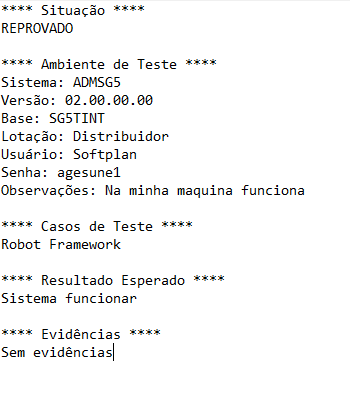 **** Situação ****
REPROVADO
**** Ambiente de Teste ****
Sistema: ADMSG5
Versão: 02.00.00.00
Base: SG5TINT
Lotação: Distribuidor
Usuário: Softplan
Senha: agesune1
Observações: Na minha maquina funciona
**** Casos de Teste ****
Robot Framework
**** Resultado Esperado ****
Sistema funcionar
**** Evidências ****
Sem evidências